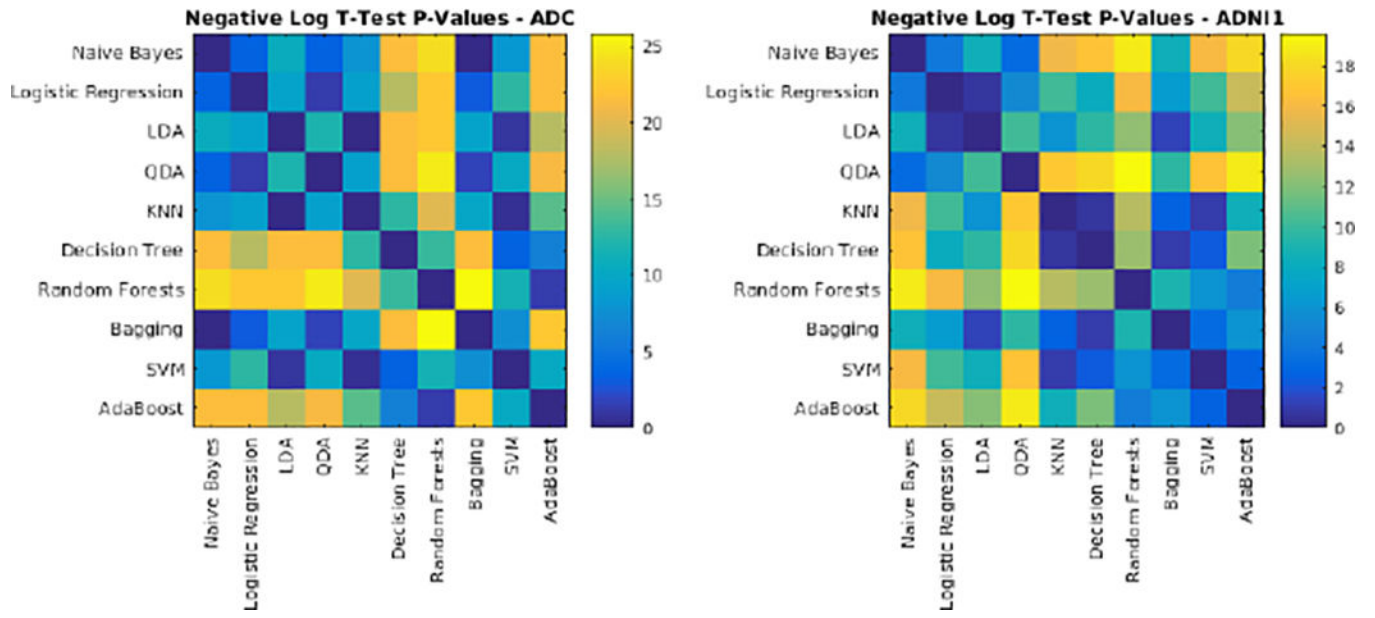 Negative Log T-Test P-Values - ADC
Naive Bayes
Logistic Regression
LDA
QDA
KNN
Decision Tree
Random Forests
Bagging
SVM
AdaBoost
Naive Bayes
Logistic Regression
LDA
QDA
KNN
Decision Tree
Random Forests
Bagging
SVM
AdaBoost
25
20
15
10
5
0
Negative Log T-Test P-Values - ADNI1
Naive Bayes
Logistic Regression
LDA
QDA
KNN
Decision Tree
Random Forests
Bagging
SVM
AdaBoost
Naive Bayes
Logistic Regression
LDA
QDA
KNN
Decision Tree
Random Forests
Bagging
SVM
AdaBoost
18
16
14
12
10
8
6
4
2
0